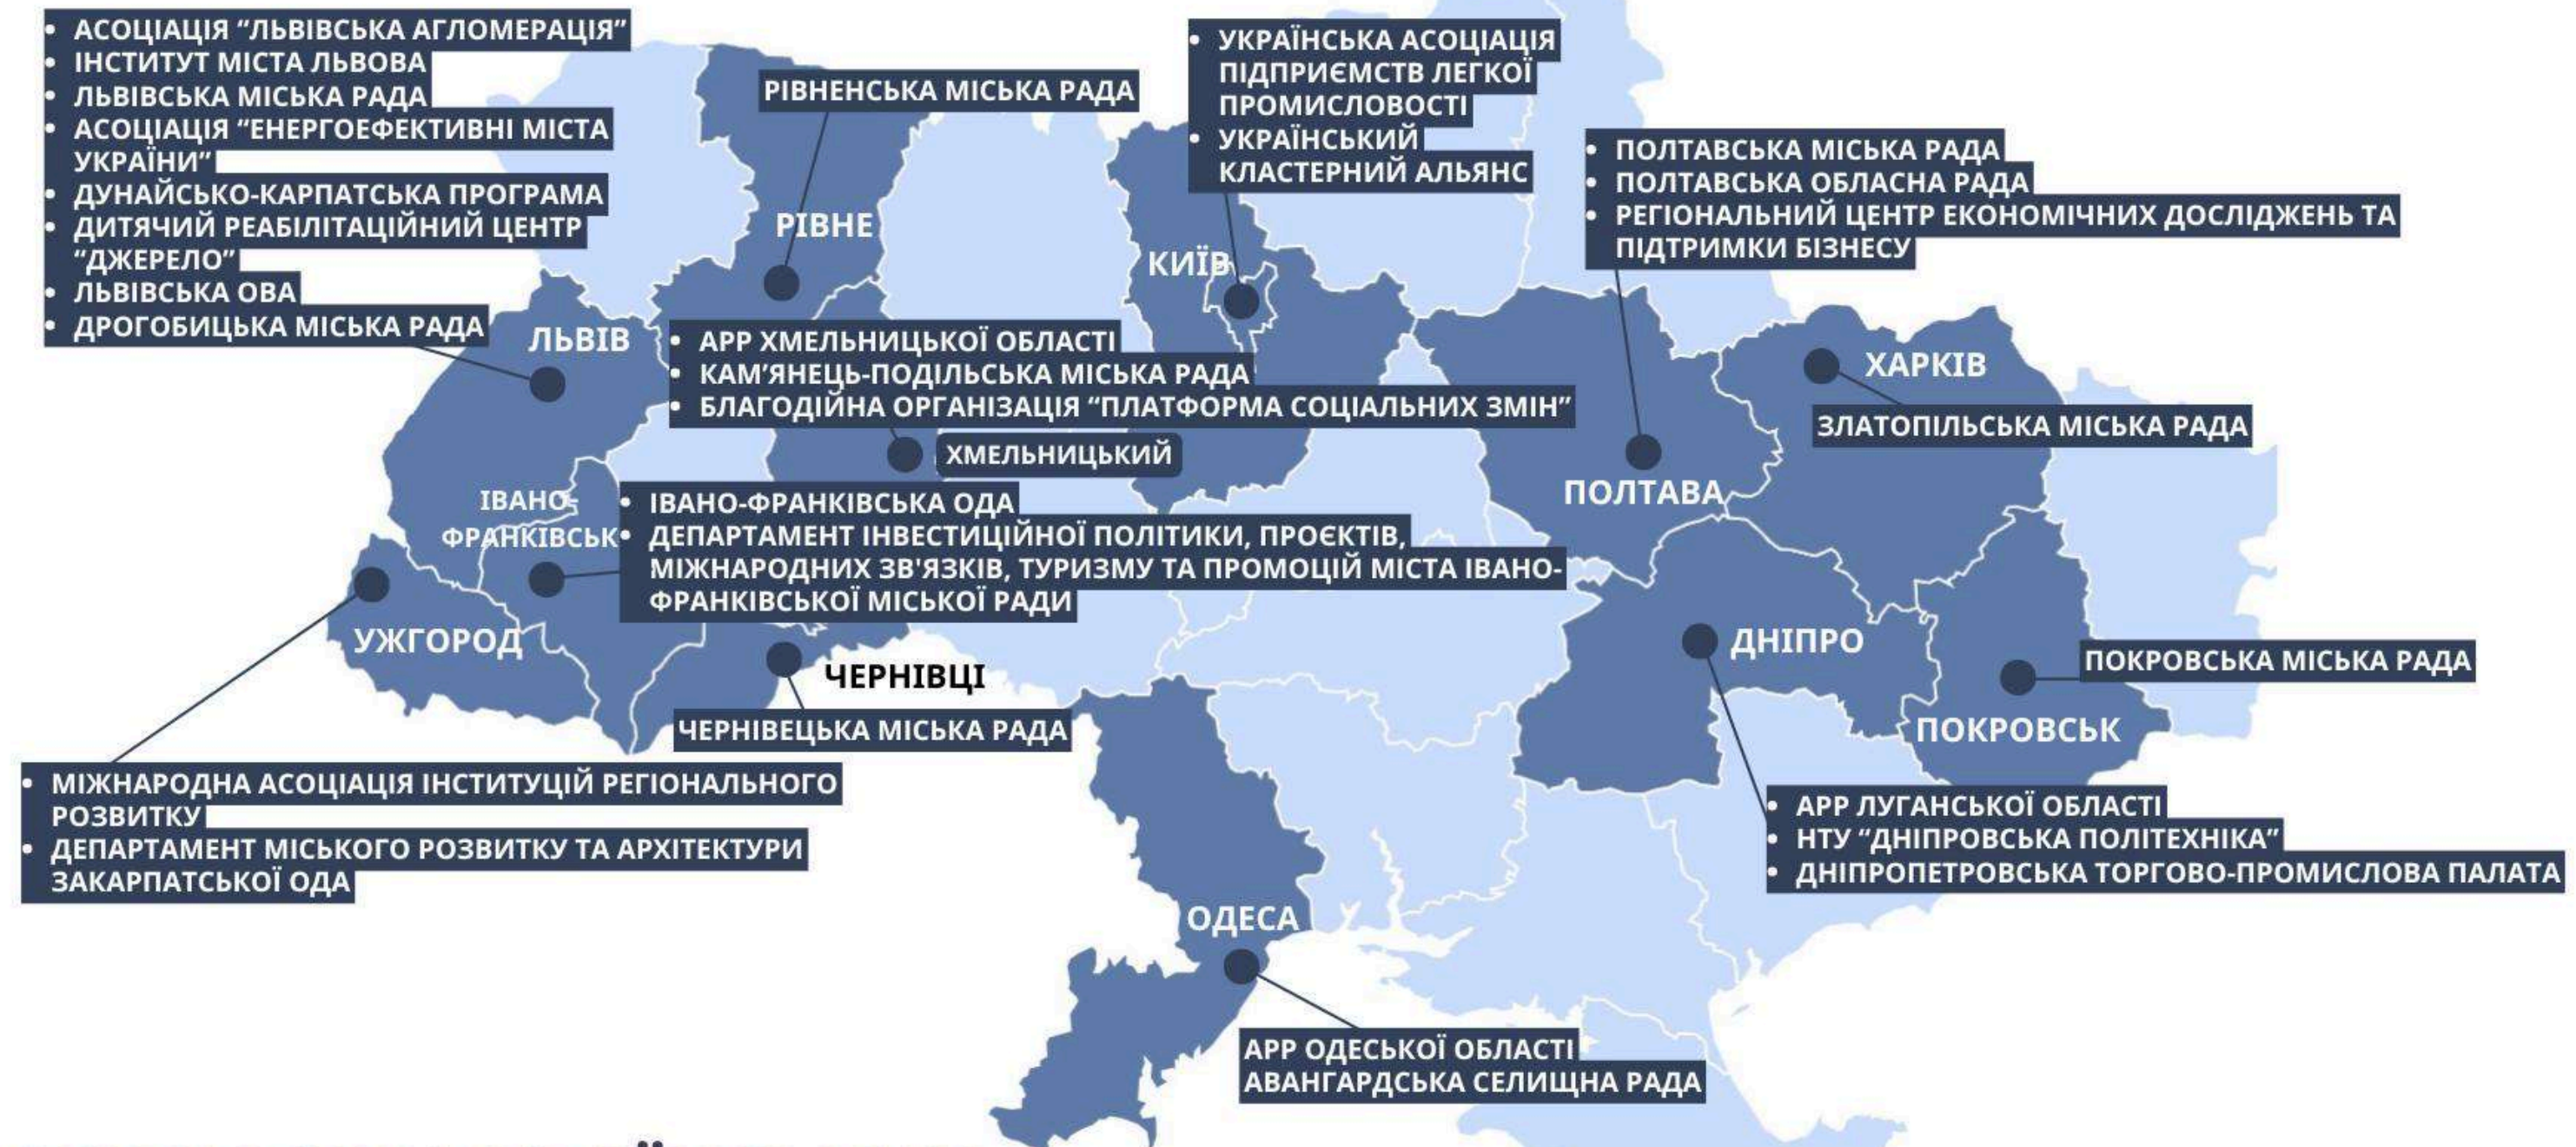 АСОЦІАЦІЯ “ЛЬВІВСЬКА АГЛОМЕРАЦІЯ”
ІНСТИТУТ МІСТА ЛЬВОВА
ЛЬВІВСЬКА МІСЬКА РАДА
АСОЦІАЦІЯ “ЕНЕРГОЕФЕКТИВНІ МІСТА
УКРАЇНИ”
ДУНАЙСЬКО-КАРПАТСЬКА ПРОГРАМА
ДИТЯЧИЙ РЕАБІЛІТАЦІЙНИЙ ЦЕНТР
“ДЖЕРЕЛО”
ЛЬВІВСЬКА ОВА
ДРОГОБИЦЬКА МІСЬКА РАДА
ЛЬВІВ
РІВНЕНСЬКА МІСЬКА РАДА
РІВНЕ
УКРАЇНСЬКА АСОЦІАЦІЯ
ПІДПРИЄМСТВ ЛЕГКОЇ
ПРОМИСЛОВОСТІ
УКРАЇНСЬКИЙ
КЛАСТЕРНИЙ АЛЬЯНС
КИЇВ
ПОЛТАВСЬКА МІСЬКА РАДА
ПОЛТАВСЬКА ОБЛАСНА РАДА
РЕГІОНАЛЬНИЙ ЦЕНТР ЕКОНОМІЧНИХ ДОСЛІДЖЕНЬ ТА
ПІДТРИМКИ БІЗНЕСУ
ПОЛТАВА
ХАРКІВ
ЗЛАТОПІЛЬСЬКА МІСЬКА РАДА
АРР ХМЕЛЬНИЦЬКОЇ ОБЛАСТІ
КАМ’ЯНЕЦЬ-ПОДІЛЬСЬКА МІСЬКА РАДА
БЛАГОДІЙНА ОРГАНІЗАЦІЯ “ПЛАТФОРМА СОЦІАЛЬНИХ ЗМІН”
ХМЕЛЬНИЦЬКИЙ
ІВАНО-
ФРАНКІВСЬК
ІВАНО-ФРАНКІВСЬКА ОДА
ДЕПАРТАМЕНТ ІНВЕСТИЦІЙНОЇ ПОЛІТИКИ, ПРОЄКТІВ,
МІЖНАРОДНИХ ЗВ'ЯЗКІВ, ТУРИЗМУ ТА ПРОМОЦІЙ МІСТА ІВАНО-
ФРАНКІВСЬКОЇ МІСЬКОЇ РАДИ
УЖГОРОД
ЧЕРНІВЦІ
ЧЕРНІВЕЦЬКА МІСЬКА РАДА
ДНІПРО
ПОКРОВСЬКА МІСЬКА РАДА
ПОКРОВСЬК
МІЖНАРОДНА АСОЦІАЦІЯ ІНСТИТУЦІЙ РЕГІОНАЛЬНОГО
РОЗВИТКУ
ДЕПАРТАМЕНТ МІСЬКОГО РОЗВИТКУ ТА АРХІТЕКТУРИ
ЗАКАРПАТСЬКОЇ ОДА
АРР ЛУГАНСЬКОЇ ОБЛАСТІ
НТУ “ДНІПРОВСЬКА ПОЛІТЕХНІКА”
ДНІПРОПЕТРОВСЬКА ТОРГОВО-ПРОМИСЛОВА ПАЛАТА
ОДЕСА
АРР ОДЕСЬКОЇ ОБЛАСТІ
АВАНГАРДСЬКА СЕЛИЩНА РАДА